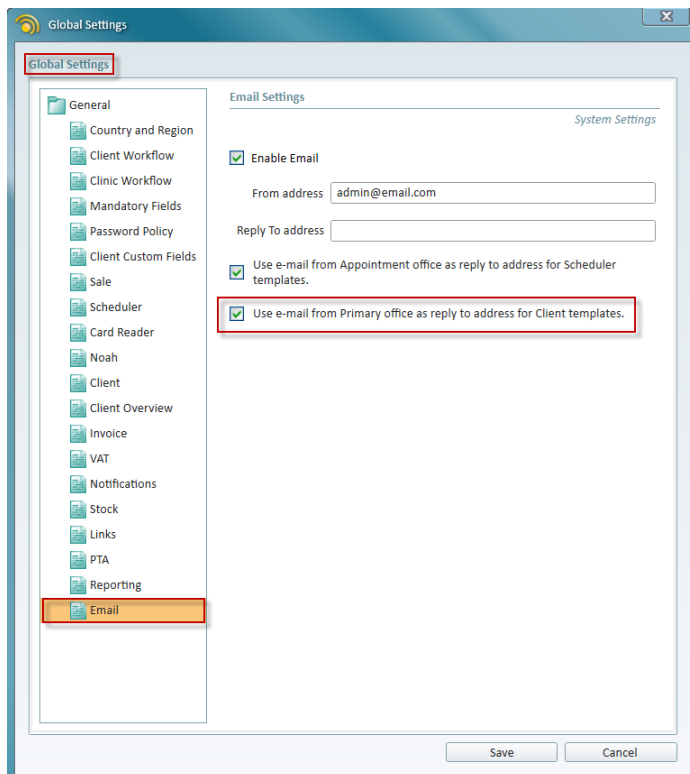 Global Settings
Global Settings
General
Country and Region
Client Workflow
Clinic Workflow
Mandatory Fields
Password Policy
Client Custom Fields
Sale
Scheduler
Card Reader
Noah
Client
Client Overview
Invoice
VAT
Notifications
Stock
Links
PTA
Reporting
Email
Email Settings
System Settings
Enable Email
From address admin@email.com
Reply To address
Use e-mail from Appointment office as reply to address for Scheduler
templates.
Use e-mail from Primary office as reply to address for Client templates.
Save Cancel